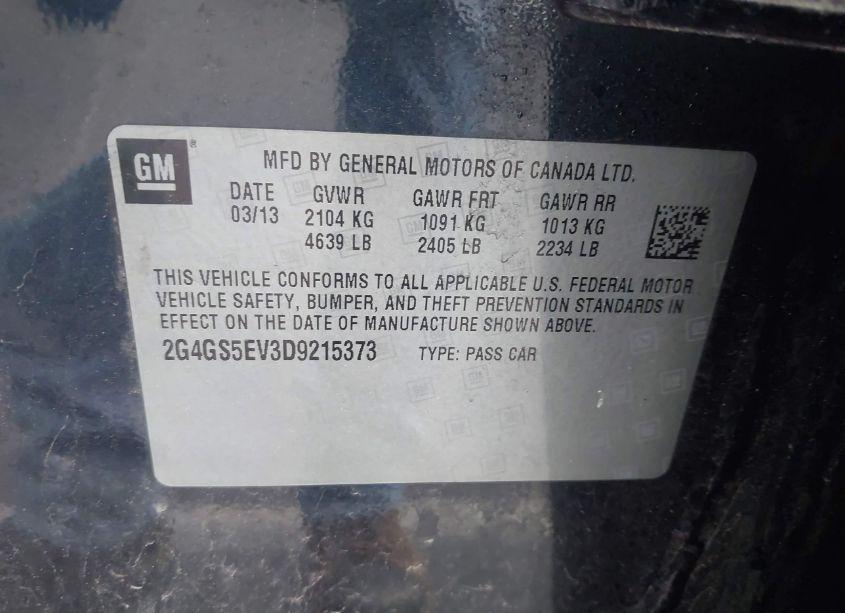 GM ® MFD BY GENERAL MOTORS OF CANADA LTD.
DATE GVWR GAWR FRT GAWR RR
03/13 2104 KG 1091 KG 1013 KG
4639 LB 2405 LB 2234 LB
THIS VEHICLE CONFORMS TO ALL APPLICABLE U.S. FEDERAL MOTOR
VEHICLE SAFETY, BUMPER, AND THEFT PREVENTION STANDARDS IN
EFFECT ON THE DATE OF MANUFACTURE SHOWN ABOVE.
2G4GS5EV3D9215373 TYPE: PASS CAR